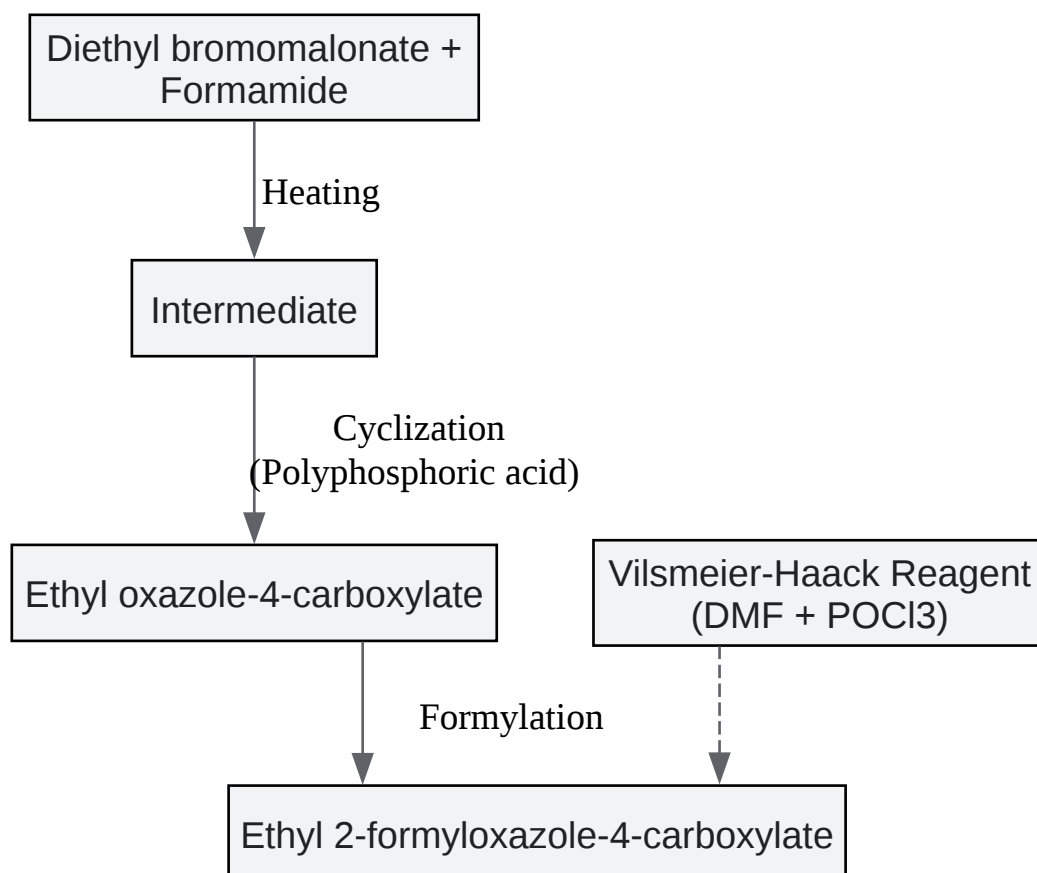 Diethyl bromomalonate +
Formamide
Heating
Intermediate
Cyclization
(Polyphosphoric acid)
Ethyl oxazole-4-carboxylate
Vilsmeier-Haack Reagent
(DMF + POCl3)
Formylation
Ethyl 2-formyloxazole-4-carboxylate